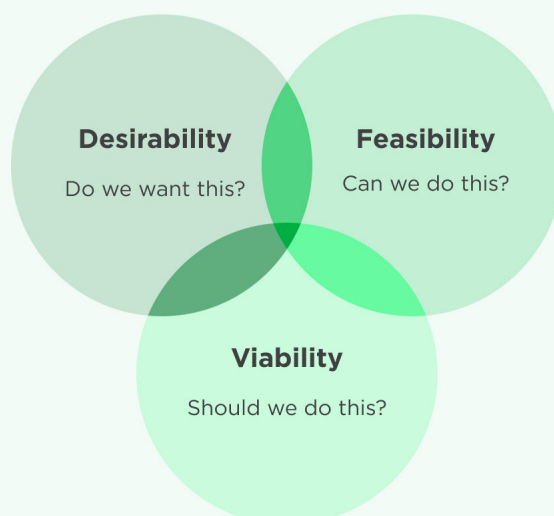 Desirability
Do we want this?
Feasibility
Can we do this?
Viability
Should we do this?